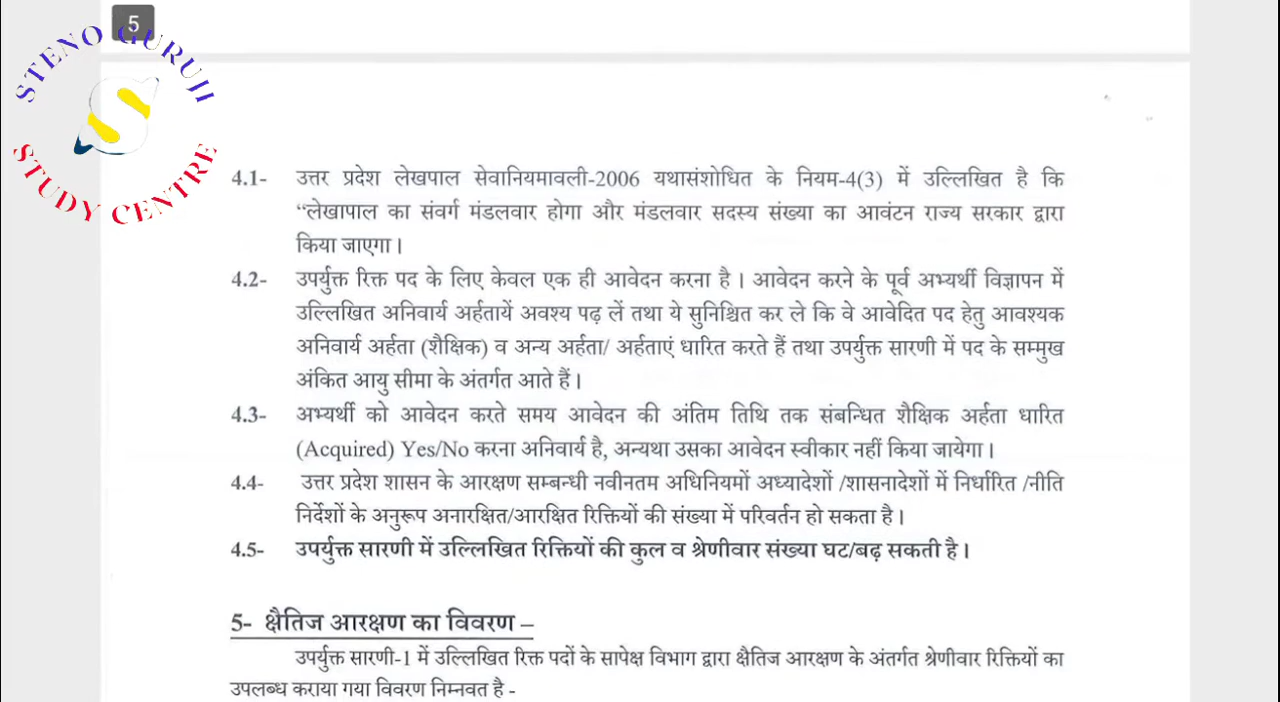 5
STENO GURUJI
STUDY CENTRE
4.1- उत्तर प्रदेश लेखपाल सेवानियमावली-2006 यथासंशोधित के नियम-4(3) में उल्लिखित है कि
“लेखापाल का संवर्ग मंडलवार होगा और मंडलवार सदस्य संख्या का आवंटन राज्य सरकार द्वारा
किया जाएगा।
4.2- उपर्युक्त रिक्त पद के लिए केवल एक ही आवेदन करना है। आवेदन करने के पूर्व अभ्यर्थी विज्ञापन में
उल्लिखित अनिवार्य अर्हतायें अवश्य पढ़ लें तथा ये सुनिश्चित कर ले कि वे आवेदित पद हेतु आवश्यक
अनिवार्य अर्हता (शैक्षिक) व अन्य अर्हता/ अर्हताएं धारित करते हैं तथा उपर्युक्त सारणी में पद के सम्मुख
अंकित आयु सीमा के अंतर्गत आते हैं।
4.3- अभ्यर्थी को आवेदन करते समय आवेदन की अंतिम तिथि तक संबन्धित शैक्षिक अर्हता धारित
(Acquired) Yes/No करना अनिवार्य है, अन्यथा उसका आवेदन स्वीकार नहीं किया जायेगा।
4.4- उत्तर प्रदेश शासन के आरक्षण सम्बन्धी नवीनतम अधिनियमों अध्यादेशों /शासनादेशों में निर्धारित /नीति
निर्देशों के अनुरूप अनारक्षित/आरक्षित रिक्तियों की संख्या में परिवर्तन हो सकता है।
4.5- उपर्युक्त सारणी में उल्लिखित रिक्तियों की कुल व श्रेणीवार संख्या घट/बढ़ सकती है।
5- क्षैतिज आरक्षण का विवरण –
उपर्युक्त सारणी-1 में उल्लिखित रिक्त पदों के सापेक्ष विभाग द्वारा क्षैतिज आरक्षण के अंतर्गत श्रेणीवार रिक्तियों का
उपलब्ध कराया गया विवरण निम्नवत है -